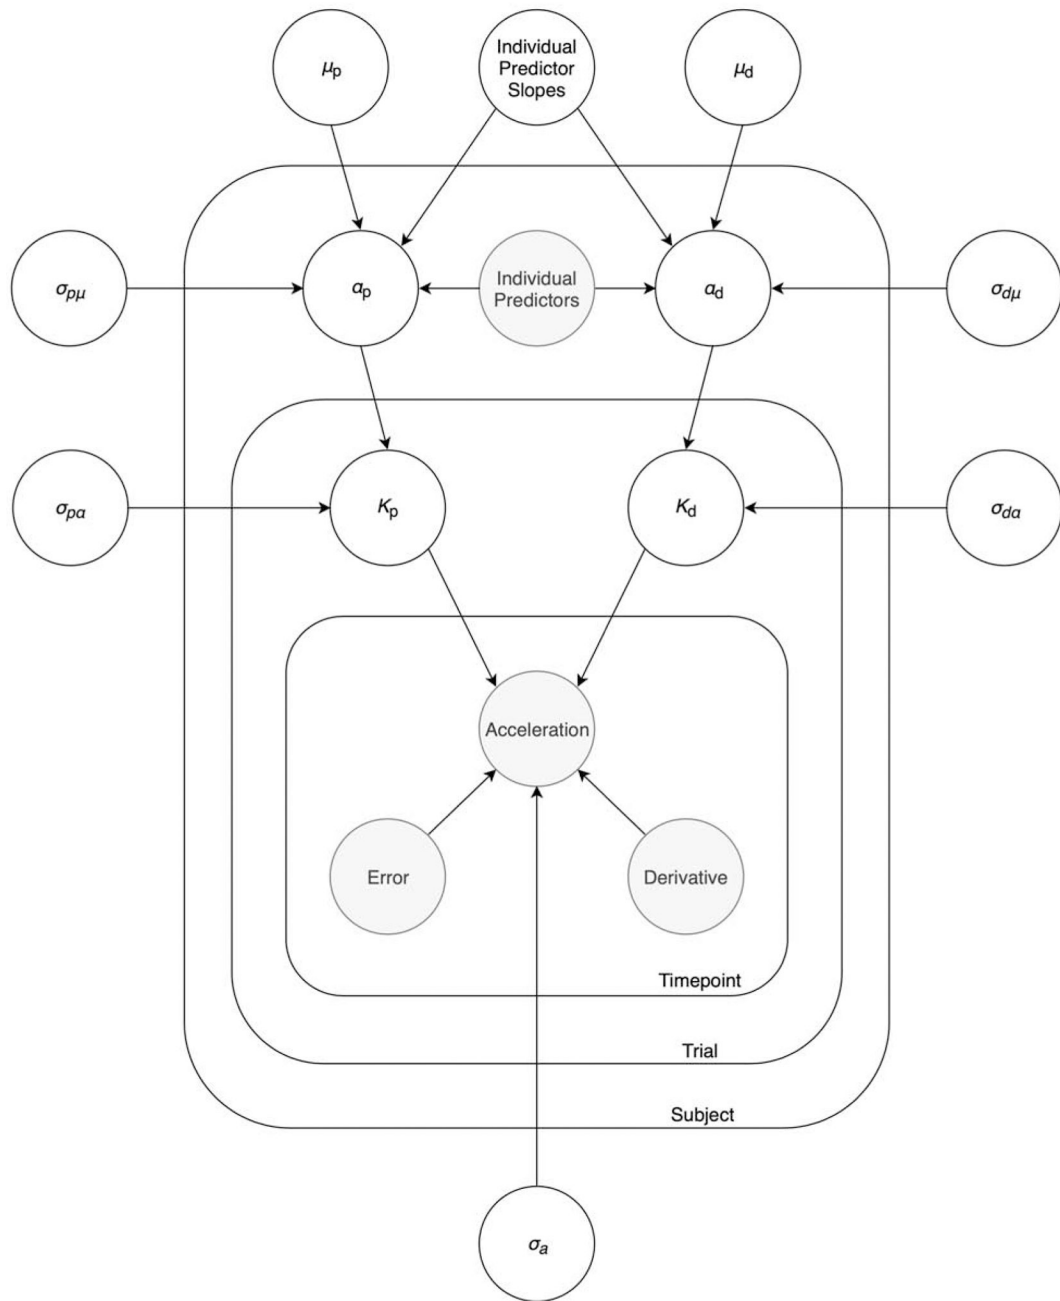 μp
Individual
Predictor
Slopes
μd
σpμ
αp
Individual
Predictors
αd
σdμ
σpα
Kp
Kd
σdα
Acceleration
Error
Derivative
Timepoint
Trial
Subject
σa